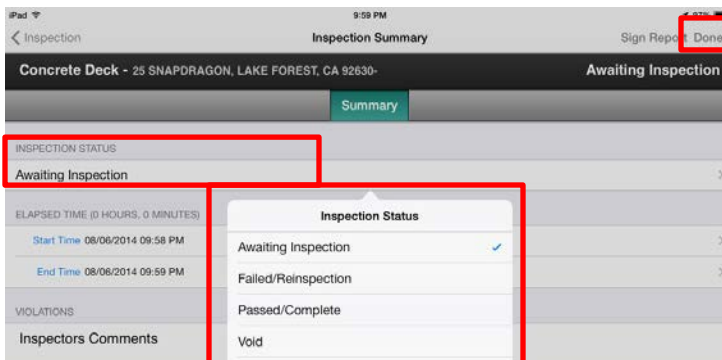 iPad 9:59 PM 97%
Inspection Inspection Summary Sign Report Done
Concrete Deck - 25 SNAPDRAGON, LAKE FOREST, CA 92630- Awaiting Inspection
Summary
INSPECTION STATUS
Awaiting Inspection
ELAPSED TIME (0 HOURS, 0 MINUTES)
Start Time 08/06/2014 09:58 PM
End Time 08/06/2014 09:59 PM
VIOLATIONS
Inspectors Comments
Inspection Status
Awaiting Inspection
Failed/Reinspection
Passed/Complete
Void